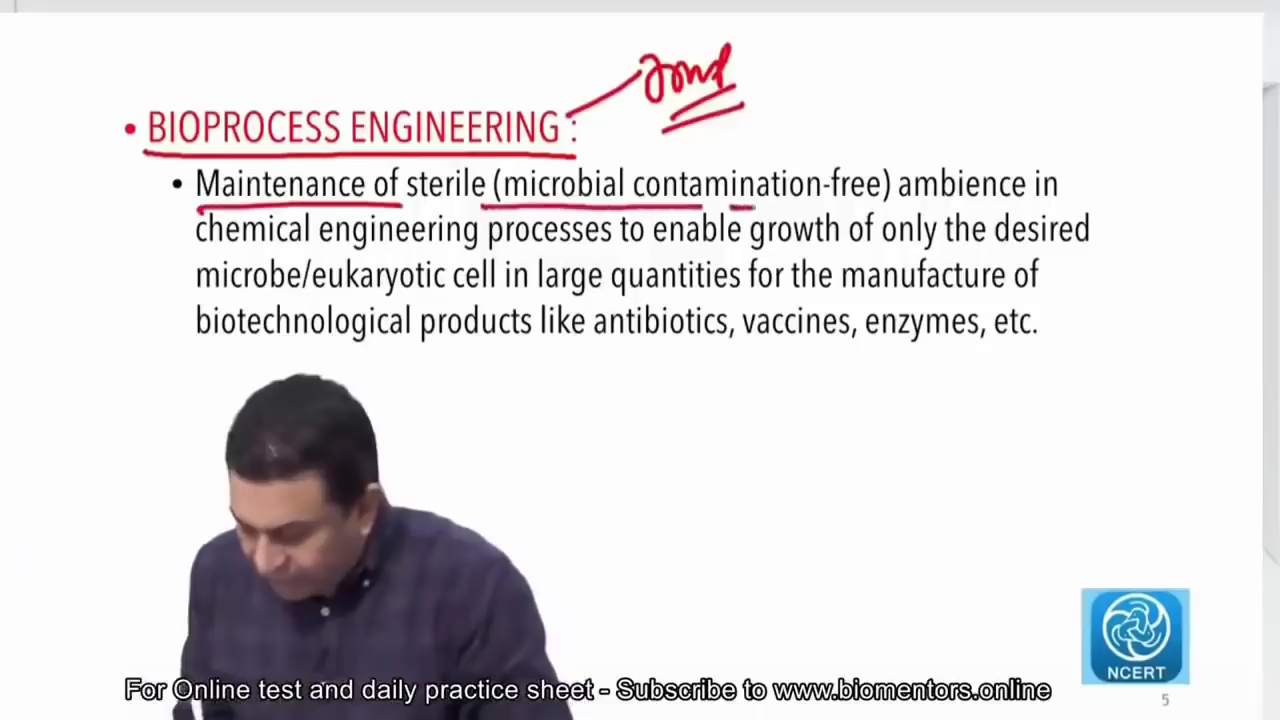 • BIOPROCESS ENGINEERING :
• Maintenance of sterile (microbial contamination-free) ambience in
chemical engineering processes to enable growth of only the desired
microbe/eukaryotic cell in large quantities for the manufacture of
biotechnological products like antibiotics, vaccines, enzymes, etc.
NCERT
For Online test and daily practice sheet - Subscribe to www.biomentors.online
5